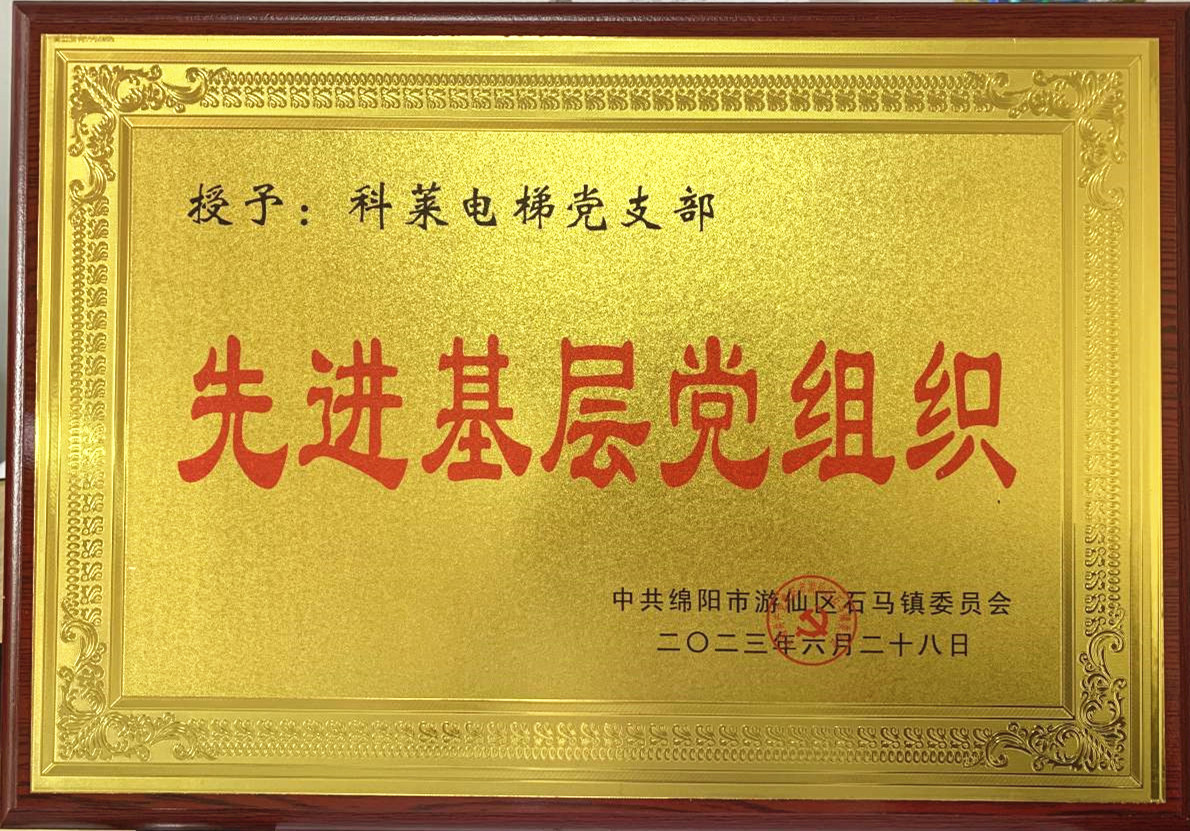 授予：科莱电梯党支部
先进基层党组织
中共绵阳市游仙区石马镇委员会
二〇二三年六月二十八日